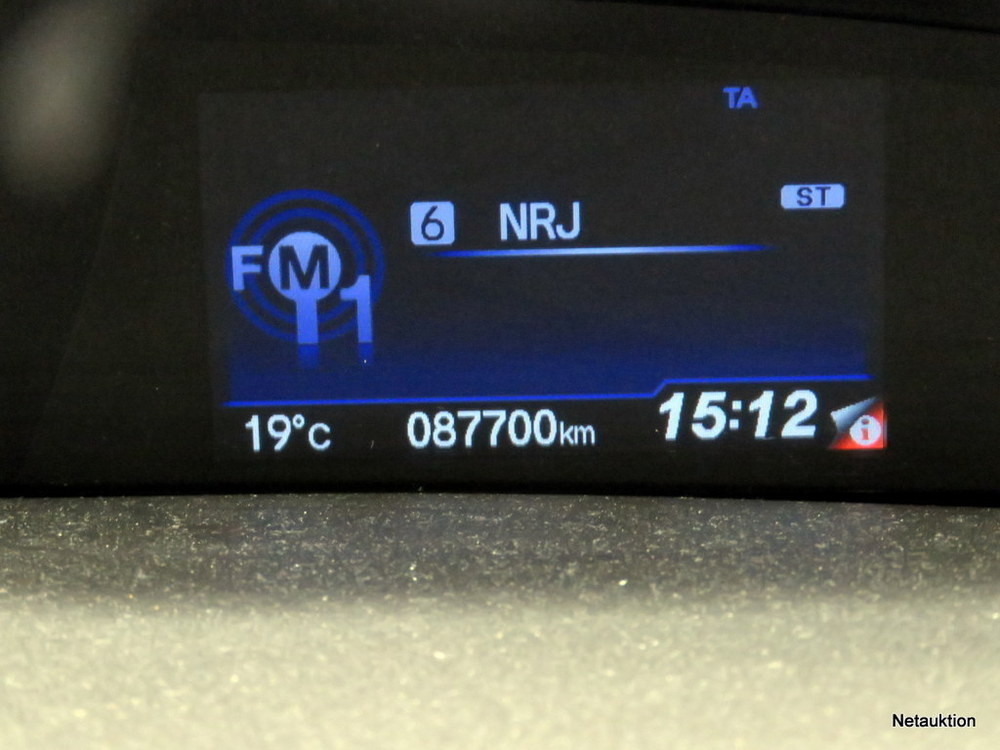 TA
ST
6 NRJ
FM1
19°C 087700km 15:12 i
Netauktion